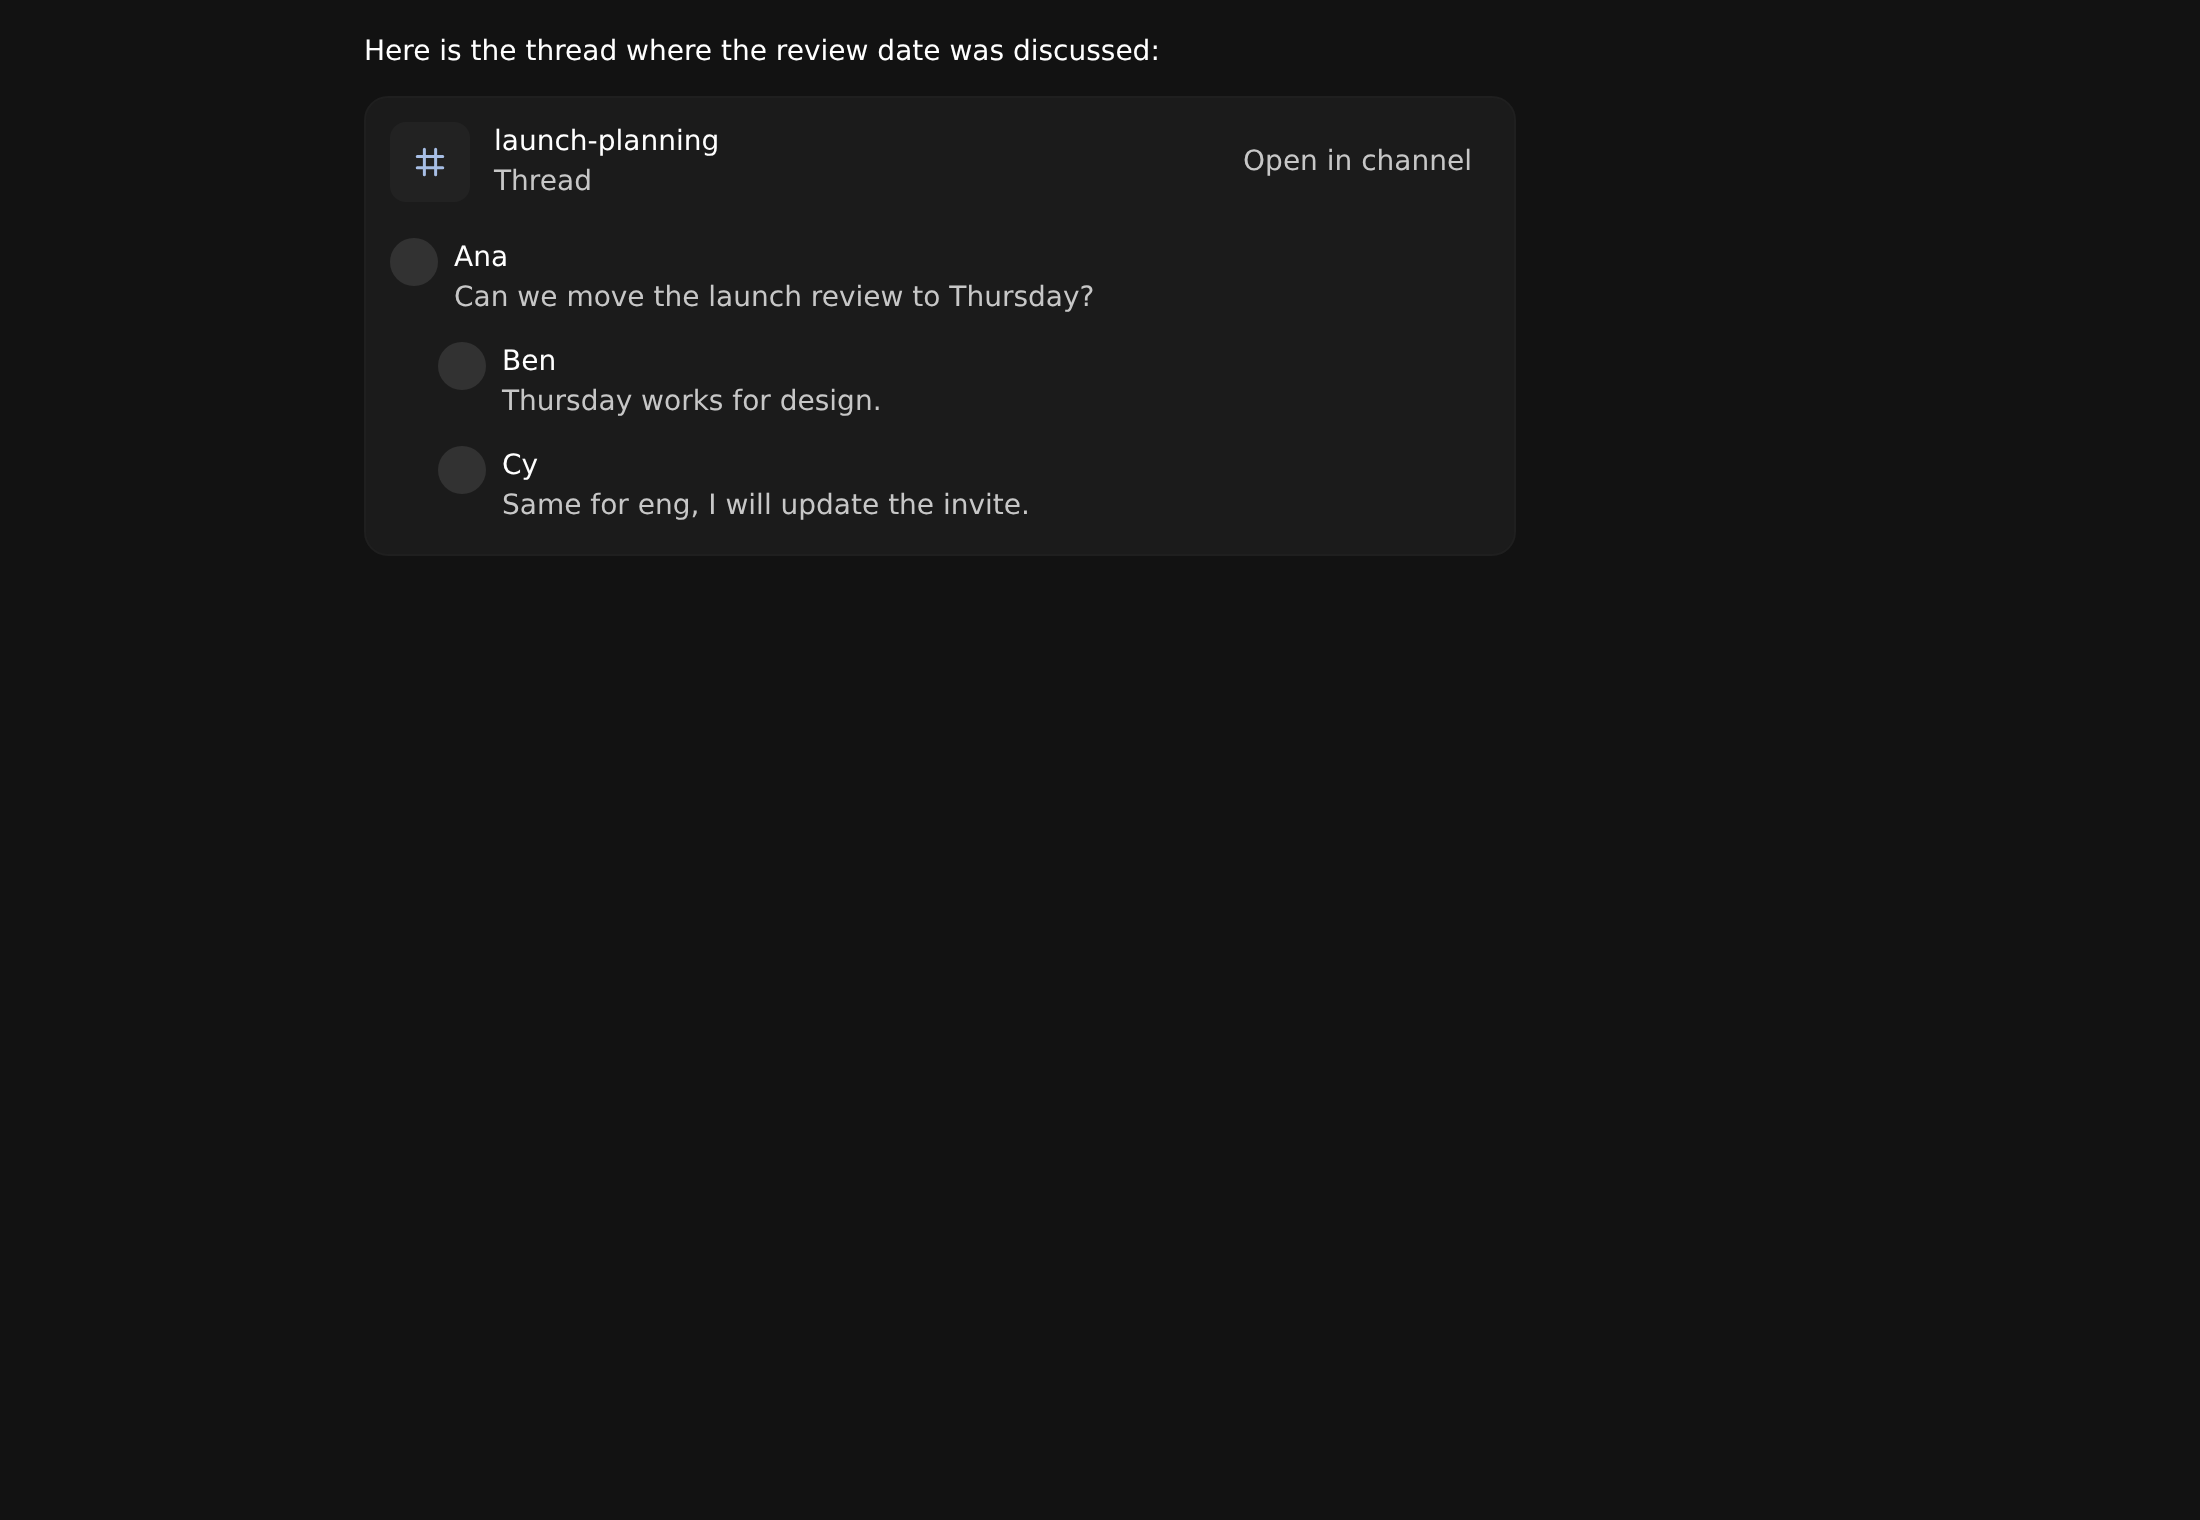 Here is the thread where the review date was discussed:
launch-planning
Thread
Open in channel
Ana
Can we move the launch review to Thursday?
Ben
Thursday works for design.
Cy
Same for eng, I will update the invite.